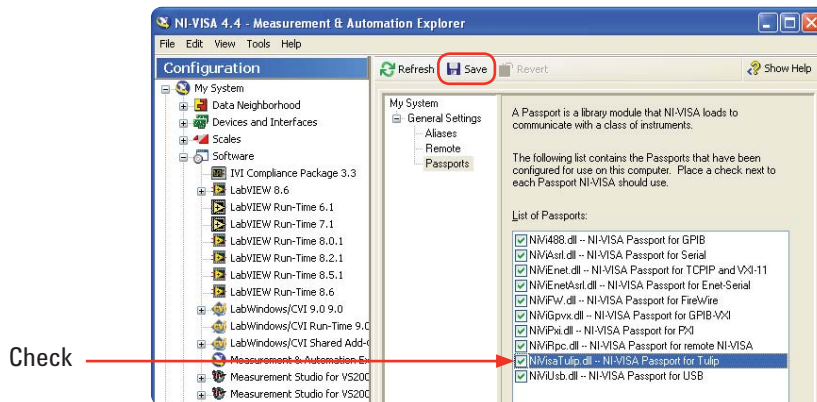 NI-VISA 4.4 - Measurement & Automation Explorer
File Edit View Tools Help
Configuration
My System
Data Neighborhood
Devices and Interfaces
Scales
Software
IVI Compliance Package 3.3
LabVIEW 8.6
LabVIEW Run-Time 6.1
LabVIEW Run-Time 7.1
LabVIEW Run-Time 8.0.1
LabVIEW Run-Time 8.2.1
LabVIEW Run-Time 8.5.1
LabVIEW Run-Time 8.6
LabWindows/CVI 9.0 9.0
LabWindows/CVI Run-Time 9.0
LabWindows/CVI Shared Add-
Measurement & Automation Ex
Measurement Studio for VS200
Measurement Studio for VS200
Refresh Save Revert Show Help
My System
General Settings
Aliases
Remote
Passports
A Passport is a library module that NI-VISA loads to
communicate with a class of instruments.
The following list contains the Passports that have been
configured for use on this computer. Place a check next to
each Passport NI-VISA should use.
List of Passports:
NiVi488.dll -- NI-VISA Passport for GPIB
NiViAsrl.dll -- NI-VISA Passport for Serial
NiViEnet.dll -- NI-VISA Passport for TCPIP and VXI-11
NiViEnetAsrl.dll -- NI-VISA Passport for Enet-Serial
NiViFW.dll -- NI-VISA Passport for FireWire
NiViGpvx.dll -- NI-VISA Passport for GPIB-VXI
NiViPxi.dll -- NI-VISA Passport for PXI
NiViRpc.dll -- NI-VISA Passport for remote NI-VISA
NiVisaTulip.dll -- NI-VISA Passport for Tulip
NiViUsb.dll -- NI-VISA Passport for USB
Check